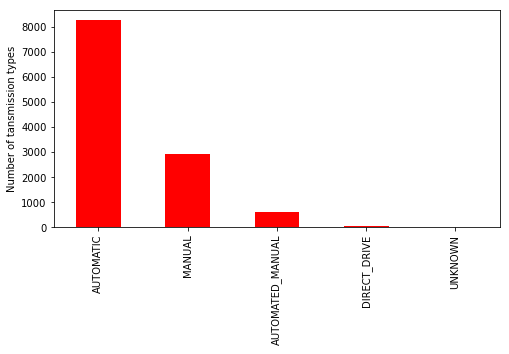 Number of tansmission types
8000
7000
6000
5000
4000
3000
2000
1000
0
AUTOMATIC
MANUAL
AUTOMATED_MANUAL
DIRECT_DRIVE
UNKNOWN